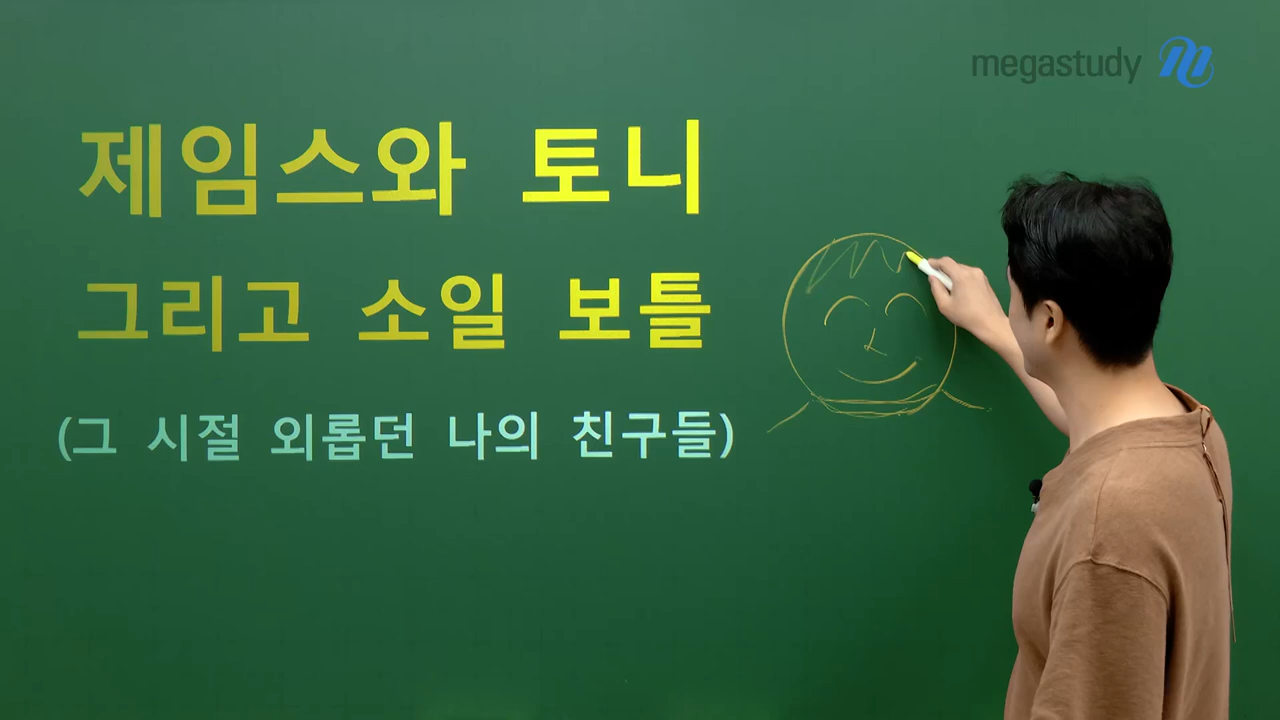 megastudy
제임스와 토니
그리고 소일 보틀
(그 시절 외롭던 나의 친구들)